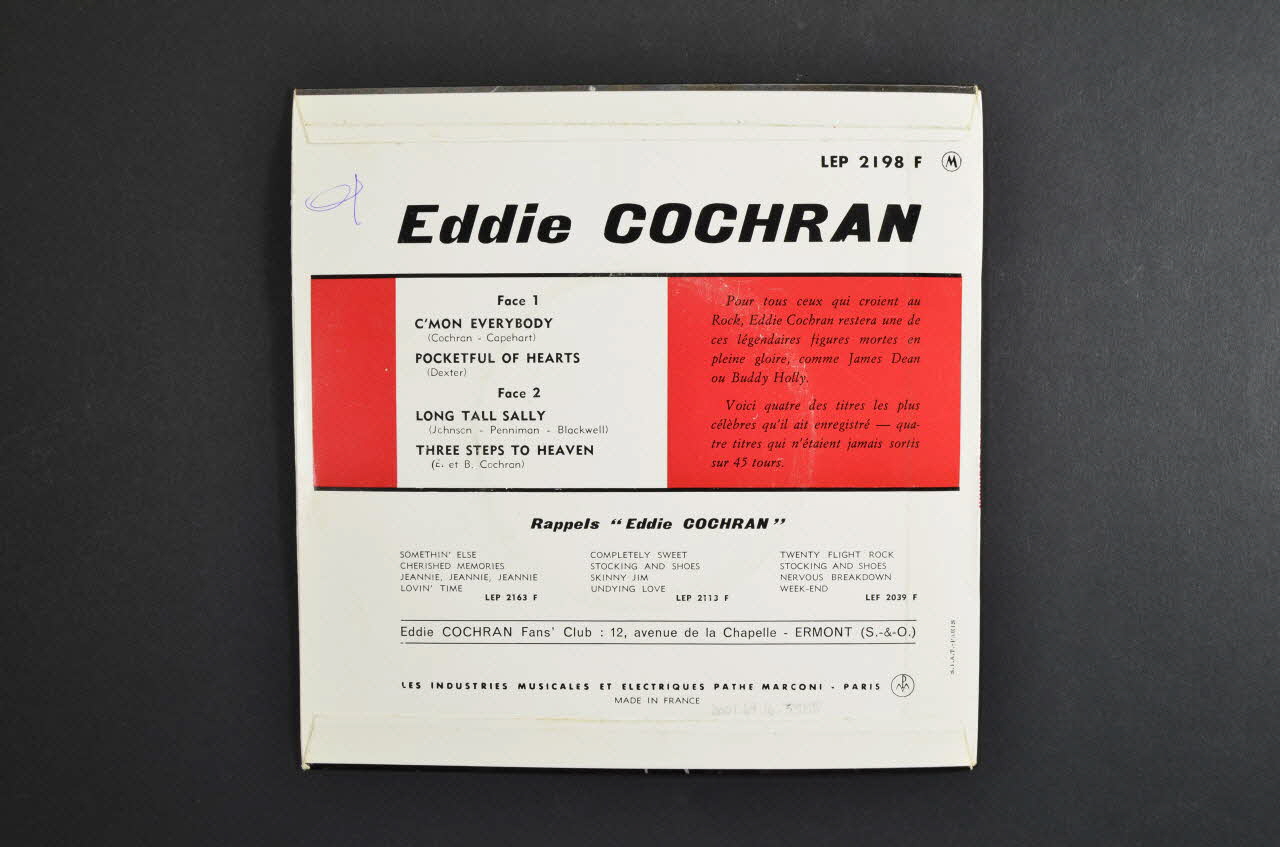 LEP 2198 F M
Eddie COCHRAN
Face 1
C'MON EVERYBODY
(Cochran - Capehart)
POCKETFUL OF HEARTS
(Dexter)
Face 2
LONG TALL SALLY
(Johnson - Penniman - Blackwell)
THREE STEPS TO HEAVEN
(E. et B. Cochran)
Pour tous ceux qui croient au
Rock, Eddie Cochran restera une de
ces légendaires figures mortes en
pleine gloire, comme James Dean
ou Buddy Holly.
Voici quatre des titres les plus
célèbres qu'il ait enregistré — qua-
tre titres qui n'étaient jamais sortis
sur 45 tours.
Rappels "Eddie COCHRAN"
SOMETHIN' ELSE
CHERISHED MEMORIES
JEANNIE, JEANNIE, JEANNIE
LOVIN' TIME
LEP 2163 F
COMPLETELY SWEET
STOCKING AND SHOES
SKINNY JIM
UNDYING LOVE
LEP 2113 F
TWENTY FLIGHT ROCK
STOCKING AND SHOES
NERVOUS BREAKDOWN
WEEK-END
LEP 2039 F
Eddie COCHRAN Fans' Club : 12, avenue de la Chapelle - ERMONT (S.-&-O.)
S.I.A.T.-PARIS
LES INDUSTRIES MUSICALES ET ELECTRIQUES PATHE MARCONI - PARIS
MADE IN FRANCE